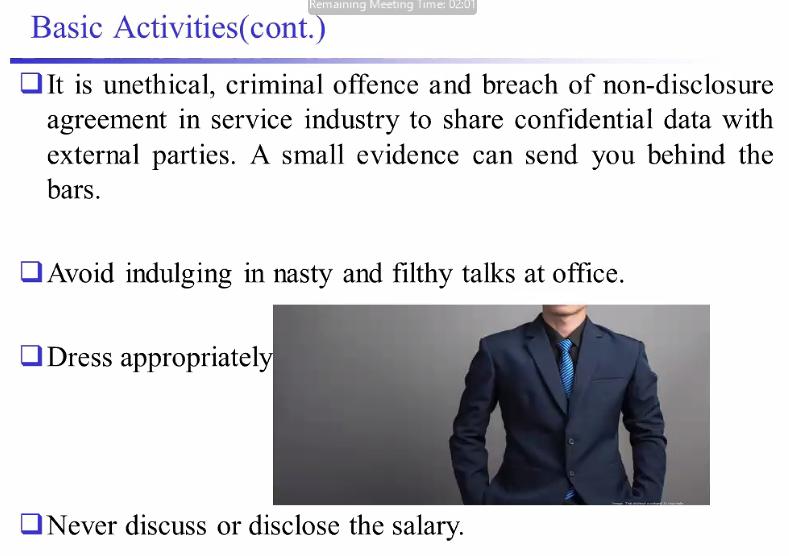 Remaining Meeting Time: 02:01
Basic Activities(cont.)
It is unethical, criminal offence and breach of non-disclosure
agreement in service industry to share confidential data with
external parties. A small evidence can send you behind the
bars.
Avoid indulging in nasty and filthy talks at office.
Dress appropriately
Never discuss or disclose the salary.